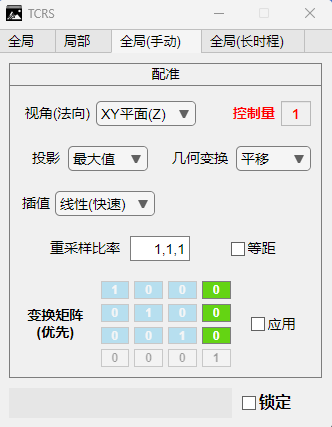 TCRS
全局 局部 全局(手动) 全局(长时程)
配准
视角(法向) XY平面(Z) 控制量 1
投影 最大值 几何变换 平移
插值 线性(快速)
重采样比率 1,1,1 等距
1 0 0 0
变换矩阵 0 1 0 0 应用
(优先) 0 0 1 0
0 0 0 1
锁定